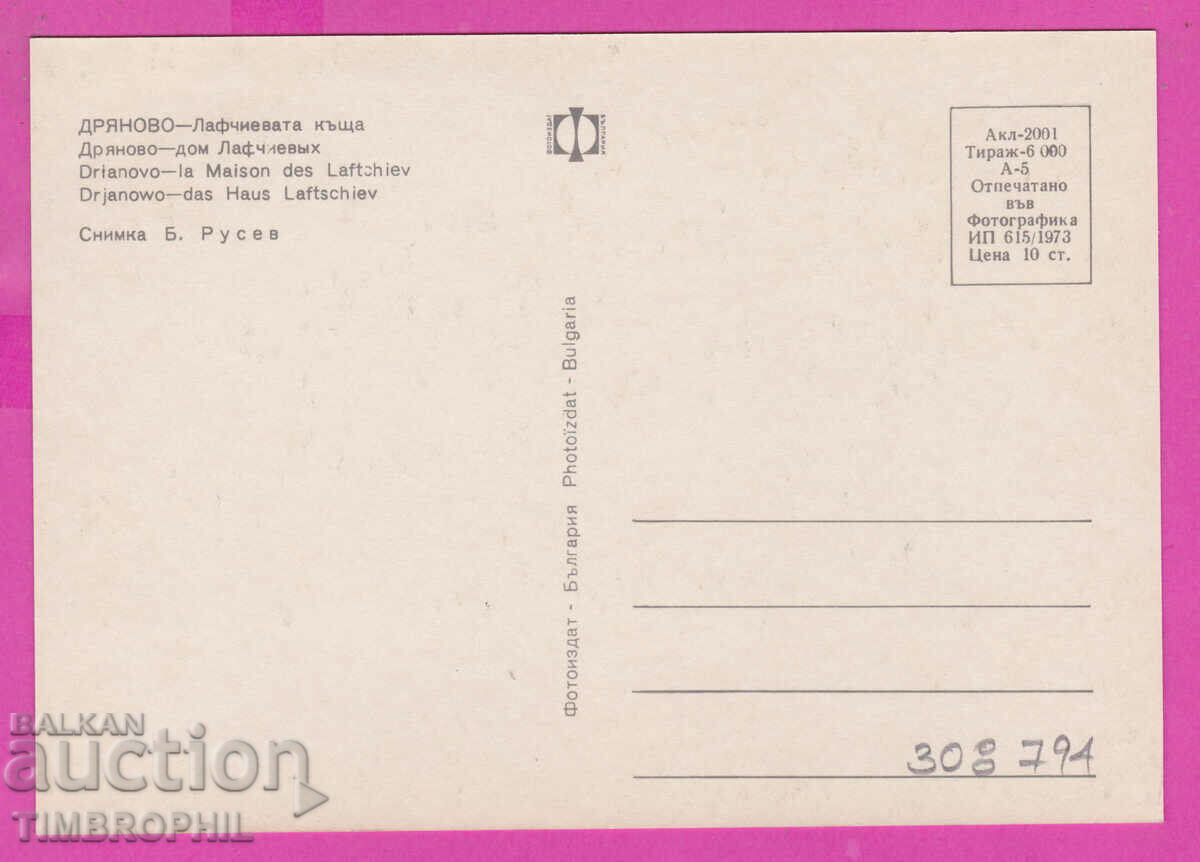 ДРЯНОВО—Лафчиевата къща
Дряново—дом Лафчиевых
Drianovo—la Maison des Laftchiev
Drjanowo—das Haus Laftschiev
Снимка Б. Русев
ФОТОИЗДАТ
Фотоиздат - България Photoïzdat - Bulgaria
Акл-2001
Тираж-6 000
А-5
Отпечатано
във
Фотографика
ИП 615/1973
Цена 10 ст.
308 794
BALKAN
auction
TIMBROPHIL